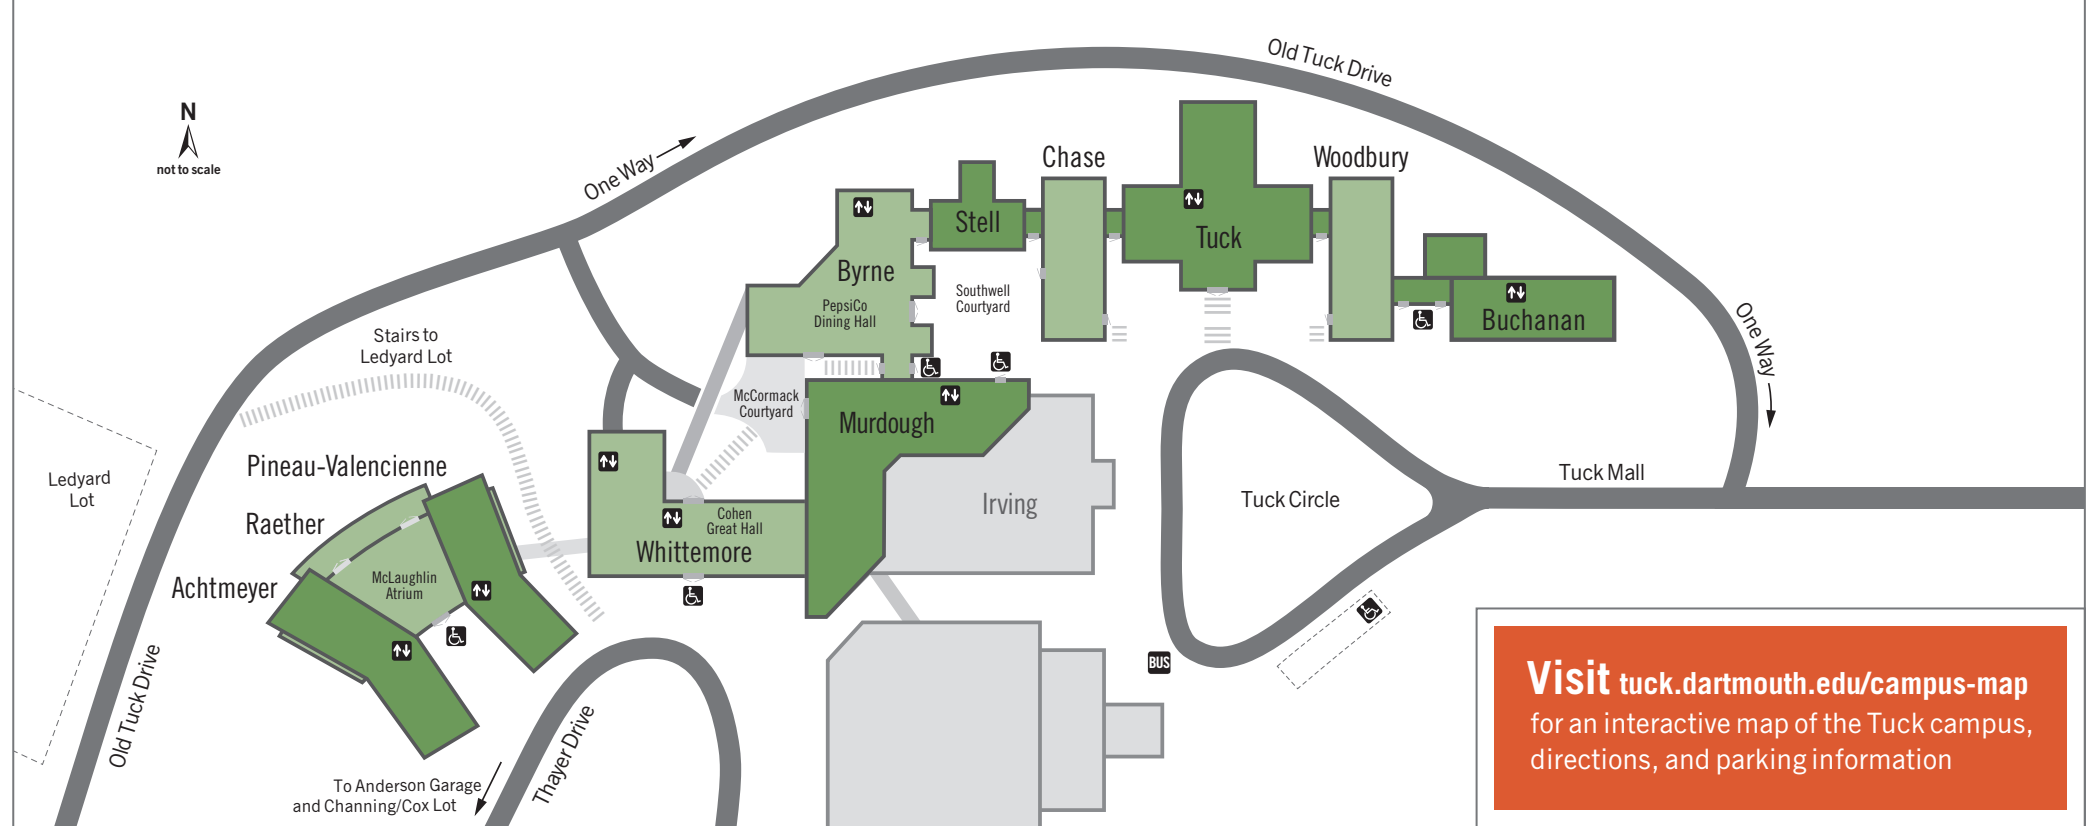 Old Tuck Drive
N
not to scale
One Way
Chase
Woodbury
Stell
Tuck
Byrne
PepsiCo
Dining Hall
Southwell
Courtyard
Buchanan
One Way
Stairs to
Ledyard Lot
McCormack
Courtyard
Murdough
Pineau-Valencienne
Ledyard
Lot
Raether
Achtmeyer
McLaughlin
Atrium
Cohen
Great Hall
Whittemore
Irving
Tuck Circle
Tuck Mall
BUS
Old Tuck Drive
Thayer Drive
To Anderson Garage
and Channing/Cox Lot
Visit tuck.dartmouth.edu/campus-map
for an interactive map of the Tuck campus,
directions, and parking information